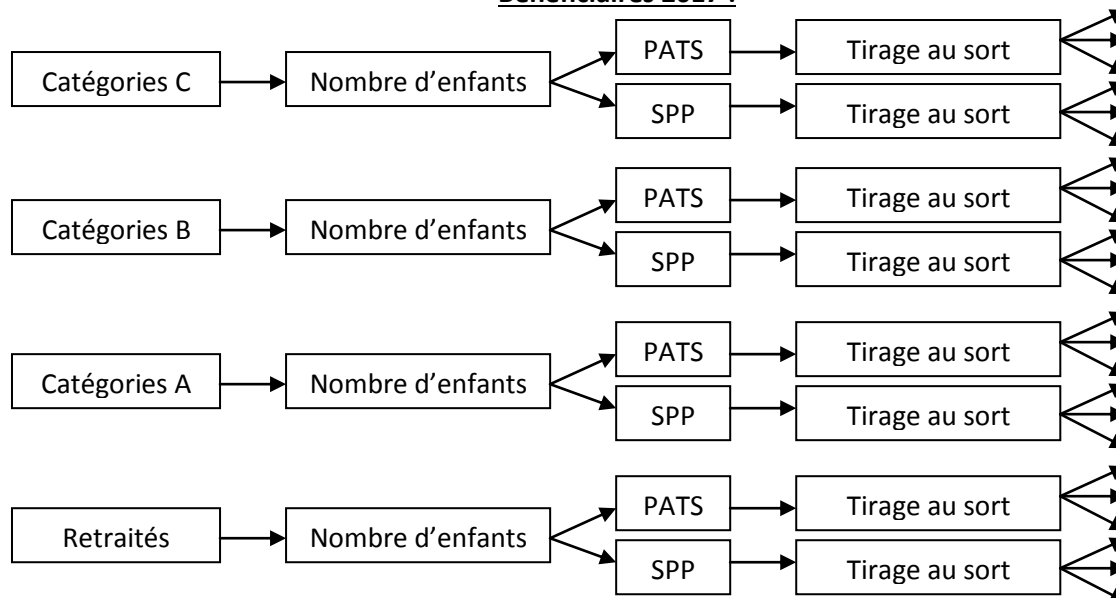 Bénéficiaires 2017 :
PATS Tirage au sort
Catégories C Nombre d’enfants
SPP Tirage au sort
PATS Tirage au sort
Catégories B Nombre d’enfants
SPP Tirage au sort
PATS Tirage au sort
Catégories A Nombre d’enfants
SPP Tirage au sort
PATS Tirage au sort
Retraités Nombre d’enfants
SPP Tirage au sort